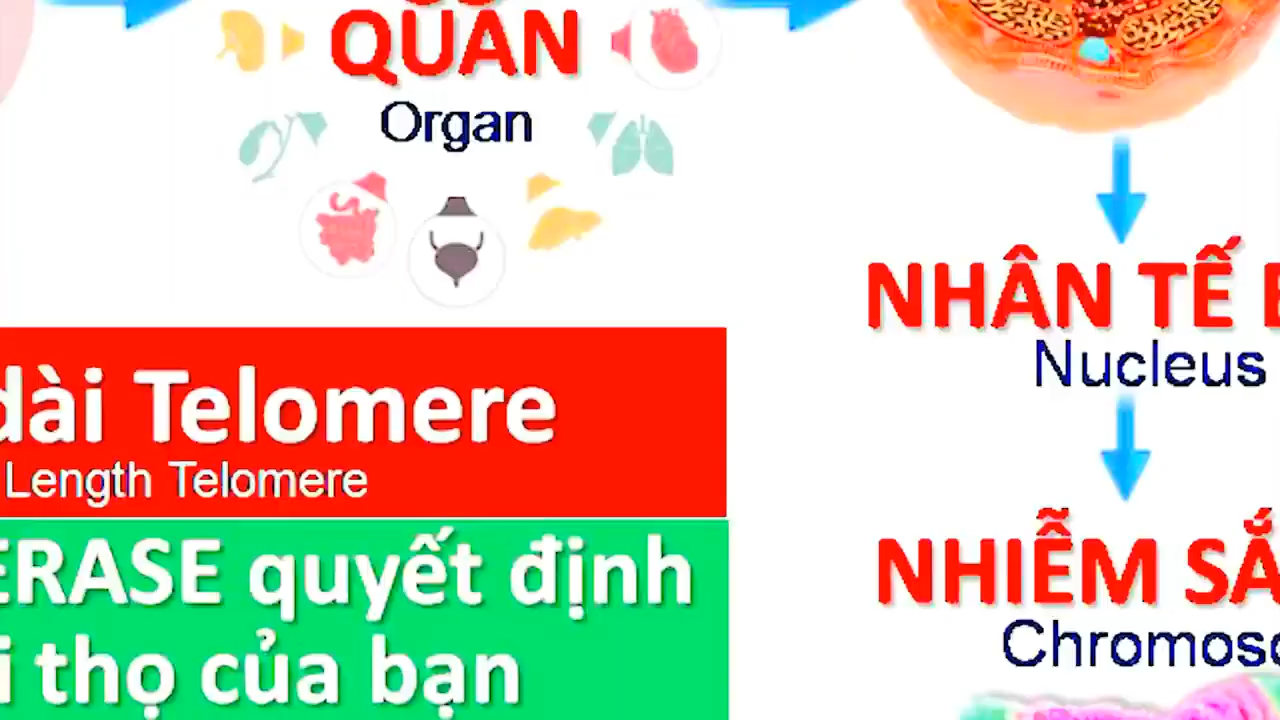 QUAN
Organ
dài Telomere
Length Telomere
ERASE quyết định
thọ của bạn
NHÂN TẾ
Nucleus
NHIỄM SẮ
Chromoso